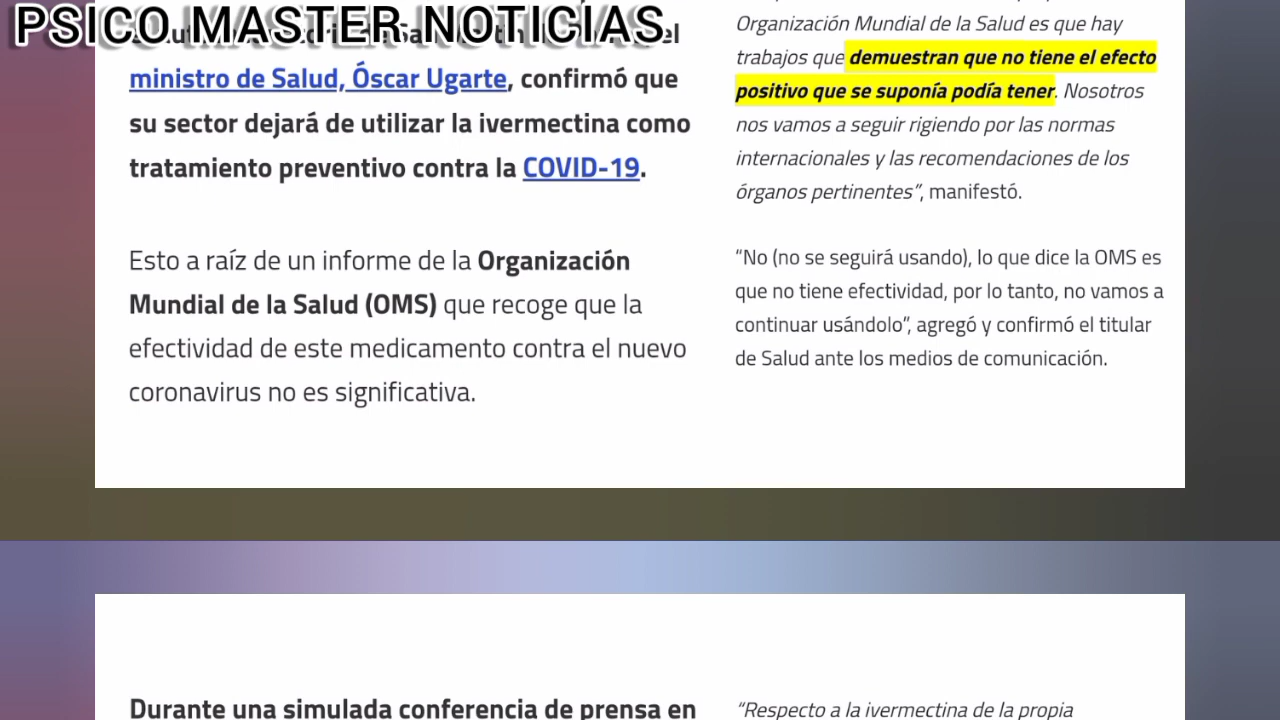 PSICO MASTER NOTICIAS
ministro de Salud, Óscar Ugarte, confirmó que
su sector dejará de utilizar la ivermectina como
tratamiento preventivo contra la COVID-19.
Esto a raíz de un informe de la Organización
Mundial de la Salud (OMS) que recoge que la
efectividad de este medicamento contra el nuevo
coronavirus no es significativa.
Organización Mundial de la Salud es que hay
trabajos que demuestran que no tiene el efecto
positivo que se suponía podía tener. Nosotros
nos vamos a seguir rigiendo por las normas
internacionales y las recomendaciones de los
órganos pertinentes”, manifestó.
“No (no se seguirá usando), lo que dice la OMS es
que no tiene efectividad, por lo tanto, no vamos a
continuar usándolo”, agregó y confirmó el titular
de Salud ante los medios de comunicación.
Durante una simulada conferencia de prensa en
“Respecto a la ivermectina de la propia